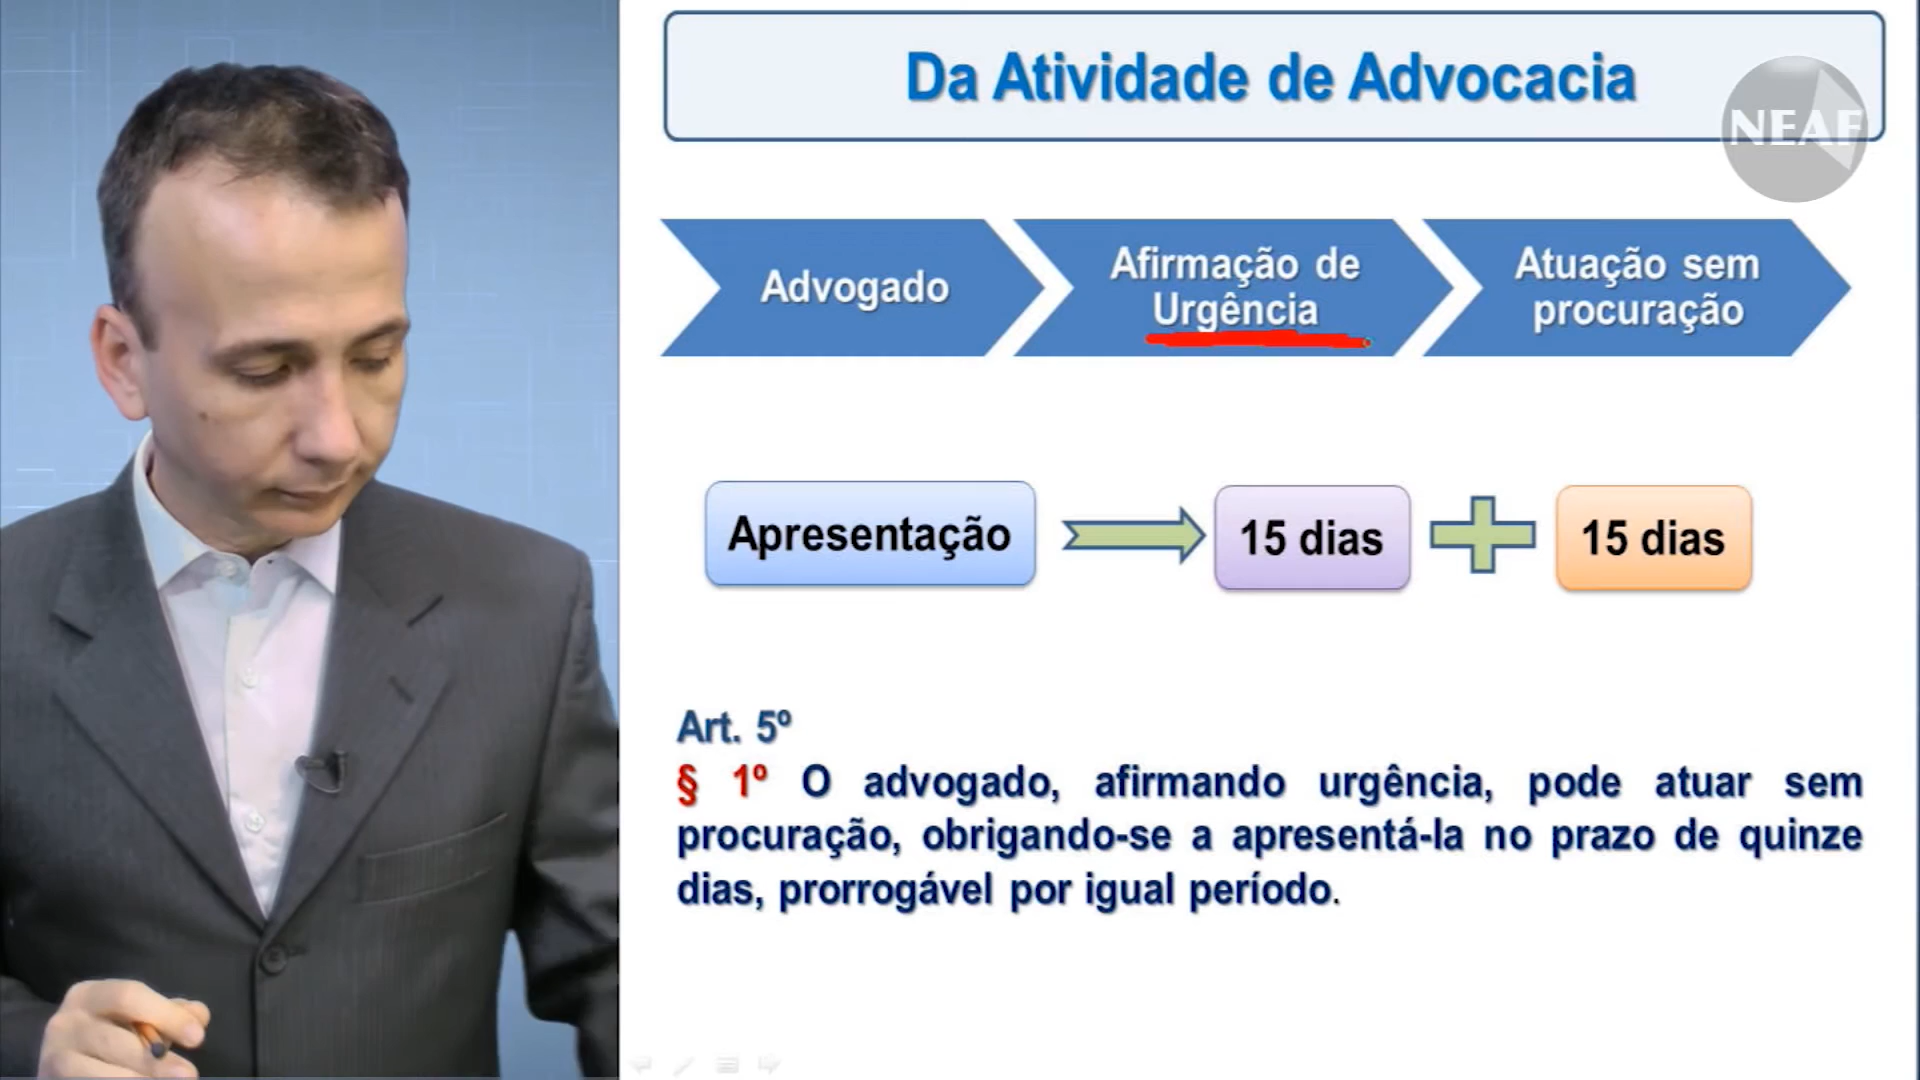 Da Atividade de Advocacia
NEAF
Advogado
Afirmação de
Urgência
Atuação sem
procuração
Apresentação
15 dias
15 dias
Art. 5º
§ 1º O advogado, afirmando urgência, pode atuar sem
procuração, obrigando-se a apresentá-la no prazo de quinze
dias, prorrogável por igual período.